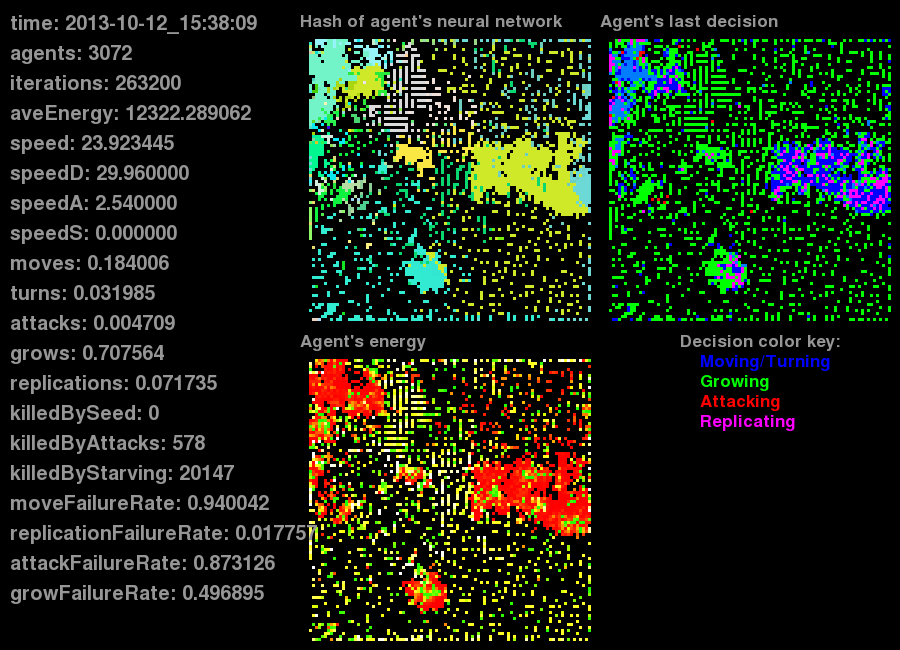 time: 2013-10-12_15:38:09
agents: 3072
iterations: 263200
aveEnergy: 12322.289062
speed: 23.923445
speedD: 29.960000
speedA: 2.540000
speedS: 0.000000
moves: 0.184006
turns: 0.031985
attacks: 0.004709
grows: 0.707564
replications: 0.071735
killedBySeed: 0
killedByAttacks: 578
killedByStarving: 20147
moveFailureRate: 0.940042
replicationFailureRate: 0.017757
attackFailureRate: 0.873126
growFailureRate: 0.496895
Hash of agent's neural network
Agent's last decision
Agent's energy
Decision color key:
Moving/Turning
Growing
Attacking
Replicating